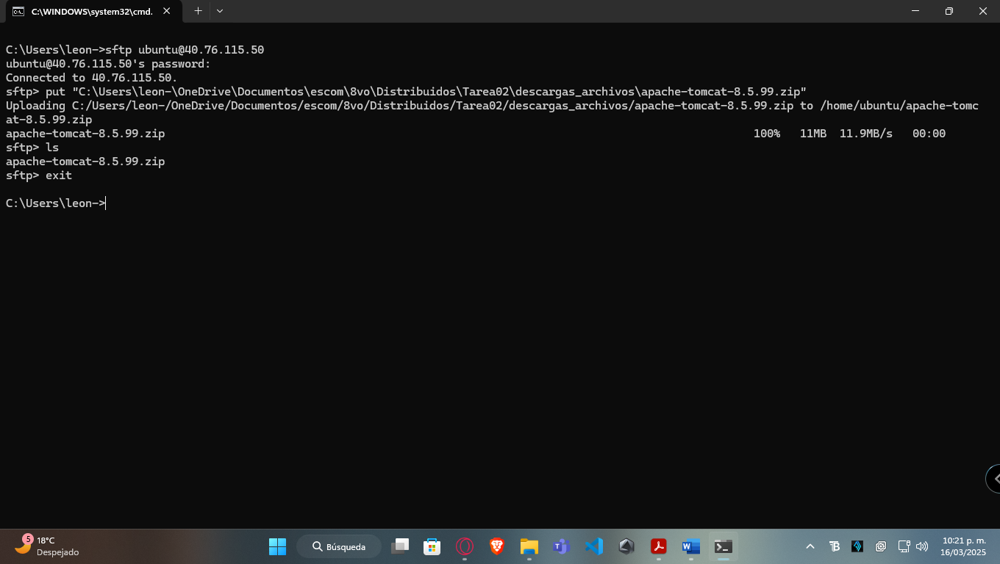 C:\WINDOWS\system32\cmd.
C:\Users\leon->sftp ubuntu@40.76.115.50
ubuntu@40.76.115.50's password:
Connected to 40.76.115.50.
sftp> put "C:\Users\leon-\OneDrive\Documentos\escom\8vo\Distribuidos\Tarea02\descargas_archivos\apache-tomcat-8.5.99.zip"
Uploading C:/Users/leon-/OneDrive/Documentos/escom/8vo/Distribuidos/Tarea02/descargas_archivos/apache-tomcat-8.5.99.zip to /home/ubuntu/apache-tomc
at-8.5.99.zip
apache-tomcat-8.5.99.zip 100% 11MB 11.9MB/s 00:00
sftp> ls
apache-tomcat-8.5.99.zip
sftp> exit
C:\Users\leon->
5
18°C
Despejado
Búsqueda
10:21 p. m.
16/03/2025